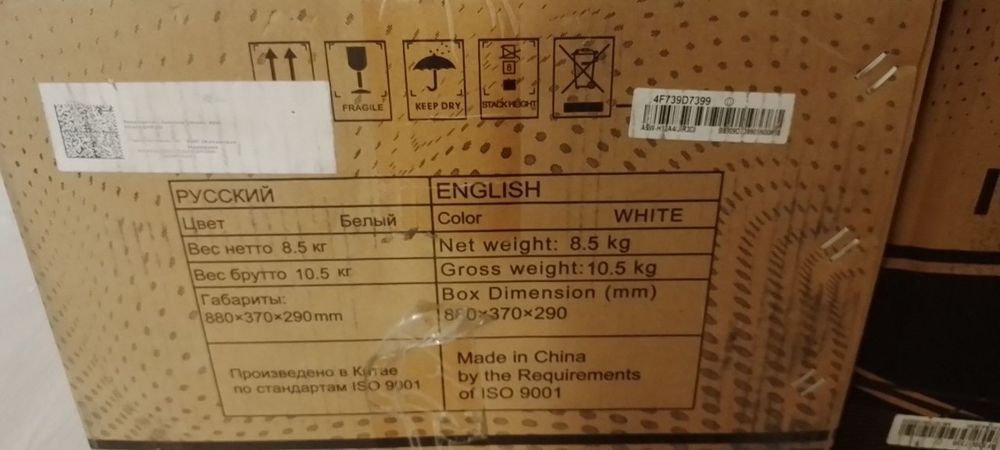 FRAGILE
KEEP DRY
8
STACK HEIGHT
4F739D7399
РУССКИЙ
ENGLISH
Цвет Белый
Color WHITE
Вес нетто 8.5 кг
Net weight: 8.5 kg
Вес брутто 10.5 кг
Gross weight:10.5 kg
Габариты:
880×370×290mm
Box Dimension (mm)
880×370×290
Произведено в Китае
по стандартам ISO 9001
Made in China
by the Requirements
of ISO 9001